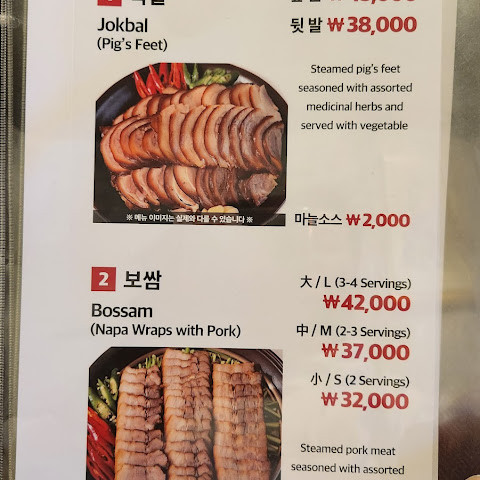 Jokbal
(Pig's Feet)
뒷 발 ₩38,000
Steamed pig's feet
seasoned with assorted
medicinal herbs and
served with vegetable
※ 메뉴 이미지는 실제와 다를 수 있습니다 ※
마늘소스 ₩2,000
2 보쌈
Bossam
(Napa Wraps with Pork)
大 / L (3-4 Servings)
₩42,000
中 / M (2-3 Servings)
₩37,000
小 / S (2 Servings)
₩32,000
Steamed pork meat
seasoned with assorted